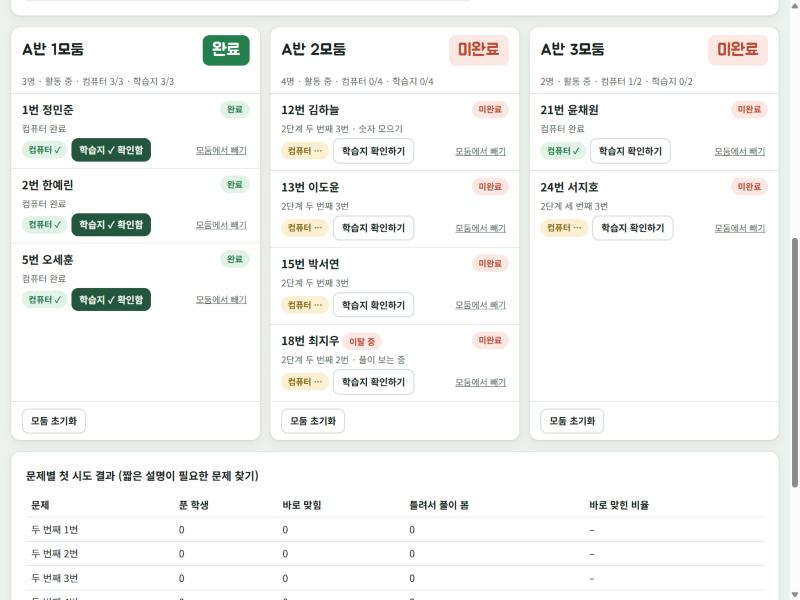 A반 1모둠
완료
3명 · 활동 중 · 컴퓨터 3/3 · 학습지 3/3
1번 정민준
완료
컴퓨터 완료
컴퓨터 ✓
학습지 ✓ 확인함
모둠에서 빼기
2번 한예린
완료
컴퓨터 완료
컴퓨터 ✓
학습지 ✓ 확인함
모둠에서 빼기
5번 오세훈
완료
컴퓨터 완료
컴퓨터 ✓
학습지 ✓ 확인함
모둠에서 빼기
모둠 초기화
A반 2모둠
미완료
4명 · 활동 중 · 컴퓨터 0/4 · 학습지 0/4
12번 김하늘
미완료
2단계 두 번째 3번 · 숫자 모으기
컴퓨터 ⋯
학습지 확인하기
모둠에서 빼기
13번 이도윤
미완료
2단계 두 번째 3번
컴퓨터 ⋯
학습지 확인하기
모둠에서 빼기
15번 박서연
미완료
2단계 두 번째 3번
컴퓨터 ⋯
학습지 확인하기
모둠에서 빼기
18번 최지우
이탈 중
미완료
2단계 두 번째 2번 · 풀이 보는 중
컴퓨터 ⋯
학습지 확인하기
모둠에서 빼기
모둠 초기화
A반 3모둠
미완료
2명 · 활동 중 · 컴퓨터 1/2 · 학습지 0/2
21번 윤채원
미완료
컴퓨터 완료
컴퓨터 ✓
학습지 확인하기
모둠에서 빼기
24번 서지호
미완료
2단계 세 번째 3번
컴퓨터 ⋯
학습지 확인하기
모둠에서 빼기
모둠 초기화
문제별 첫 시도 결과 (짧은 설명이 필요한 문제 찾기)
문제 푼 학생 바로 맞힘 틀려서 풀이 봄 바로 맞힌 비율
두 번째 1번 0 0 0 –
두 번째 2번 0 0 0 –
두 번째 3번 0 0 0 –